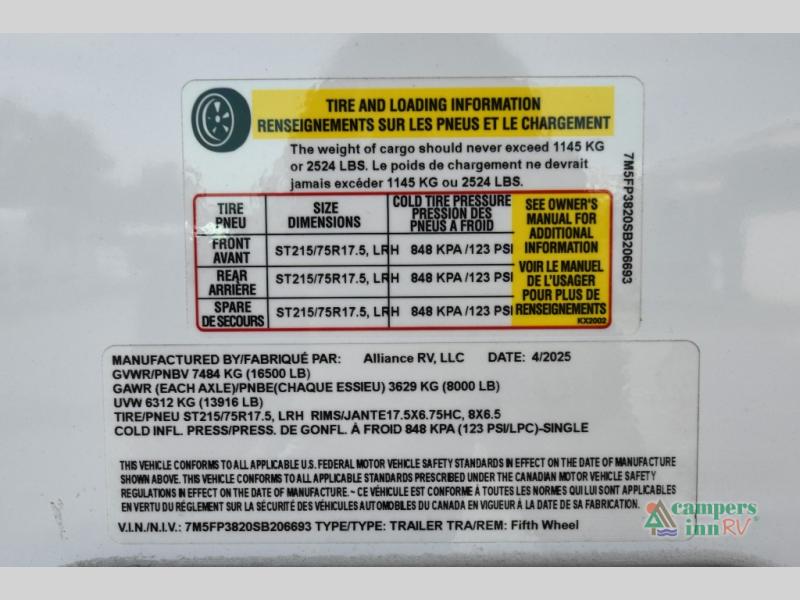 TIRE AND LOADING INFORMATION
RENSEIGNEMENTS SUR LES PNEUS ET LE CHARGEMENT
The weight of cargo should never exceed 1145 KG
or 2524 LBS. Le poids de chargement ne devrait
jamais excéder 1145 KG ou 2524 LBS.
TIRE
PNEU
SIZE
DIMENSIONS
COLD TIRE PRESSURE
PRESSION DES
PNEUS A FROID
FRONT
AVANT
ST215/75R17.5, LRH
848 KPA /123 PSI
REAR
ARRIÈRE
ST215/75R17.5, LRH
848 KPA /123 PSI
SPARE
DE SECOURS
ST215/75R17.5, LRH
848 KPA /123 PSI
SEE OWNER'S
MANUAL FOR
ADDITIONAL
INFORMATION
VOIR LE MANUEL
DE L'USAGER
POUR PLUS DE
RENSEIGNEMENTS
KX2002
7M5FP3820SB206693
MANUFACTURED BY/FABRIQUÉ PAR: Alliance RV, LLC DATE: 4/2025
GVWR/PNBV 7484 KG (16500 LB)
GAWR (EACH AXLE)/PNBE(CHAQUE ESSIEU) 3629 KG (8000 LB)
UVW 6312 KG (13916 LB)
TIRE/PNEU ST215/75R17.5, LRH RIMS/JANTE17.5X6.75HC, 8X6.5
COLD INFL. PRESS/PRESS. DE GONFL. À FROID 848 KPA (123 PSI/LPC)-SINGLE
THIS VEHICLE CONFORMS TO ALL APPLICABLE U.S. FEDERAL MOTOR VEHICLE SAFETY STANDARDS IN EFFECT ON THE DATE OF MANUFACTURE
SHOWN ABOVE. THIS VEHICLE CONFORMS TO ALL APPLICABLE STANDARDS PRESCRIBED UNDER THE CANADIAN MOTOR VEHICLE SAFETY
REGULATIONS IN EFFECT ON THE DATE OF MANUFACTURE. ~ CE VÉHICULE EST CONFORME À TOUTES LES NORMES QUI LUI SONT APPLICABLES
EN VERTU DU RÈGLEMENT SUR LA SÉCURITÉ DES VÉHICULES AUTOMOBILES DU CANADA EN VIGUEUR À LA DATE DE SA FABRICATION.
V.I.N./N.I.V.: 7M5FP3820SB206693 TYPE/TYPE: TRAILER TRA/REM: Fifth Wheel
campers
inn RV